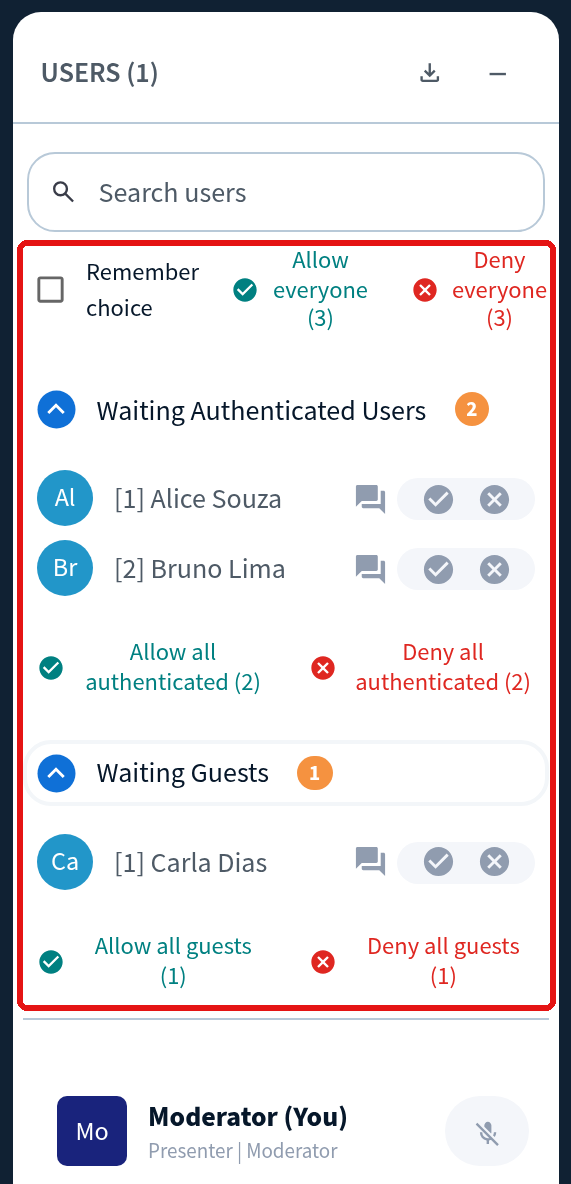 USERS (1)
Search users
Remember
choice
Allow
everyone
(3)
Deny
everyone
(3)
Waiting Authenticated Users
2
Al
[1] Alice Souza
Br
[2] Bruno Lima
Allow all
authenticated (2)
Deny all
authenticated (2)
Waiting Guests
1
Ca
[1] Carla Dias
Allow all guests
(1)
Deny all guests
(1)
Mo
Moderator (You)
Presenter | Moderator